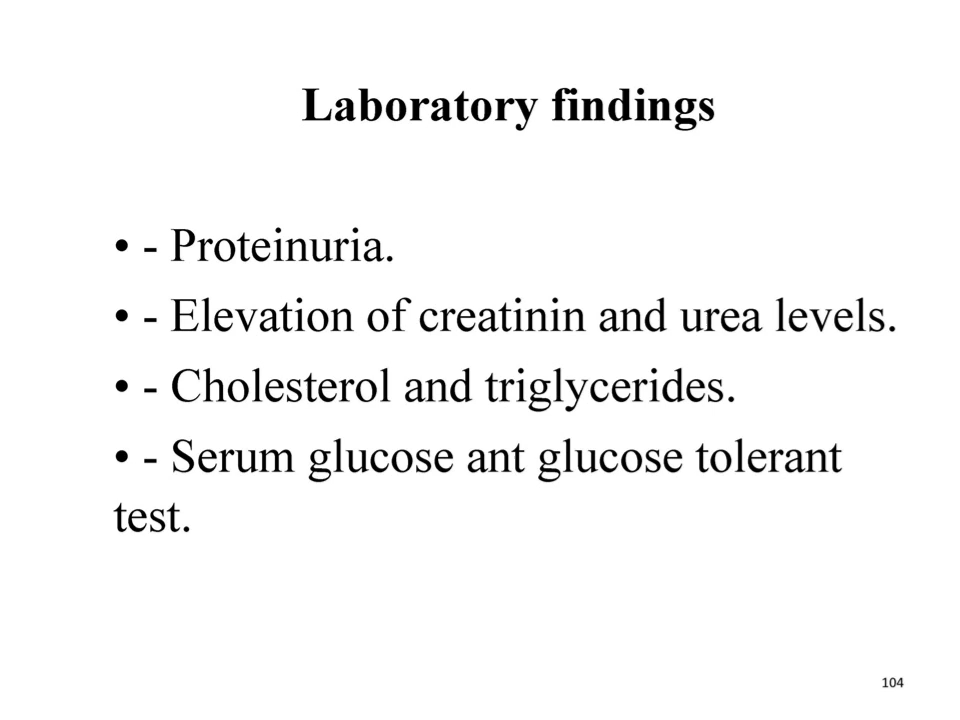 Laboratory findings
• - Proteinuria.
• - Elevation of creatinin and urea levels.
• - Cholesterol and triglycerides.
• - Serum glucose ant glucose tolerant
test.
104